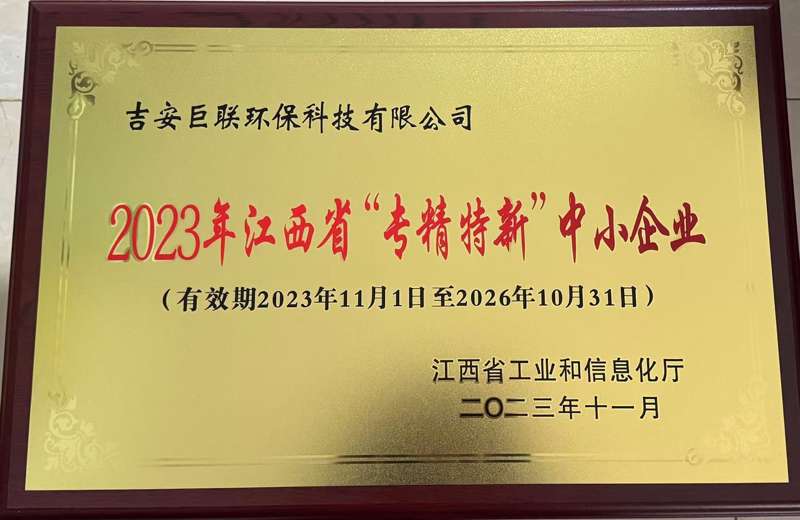 吉安巨联环保科技有限公司
2023年江西省“专精特新”中小企业
（有效期2023年11月1日至2026年10月31日）
江西省工业和信息化厅
二〇二三年十一月